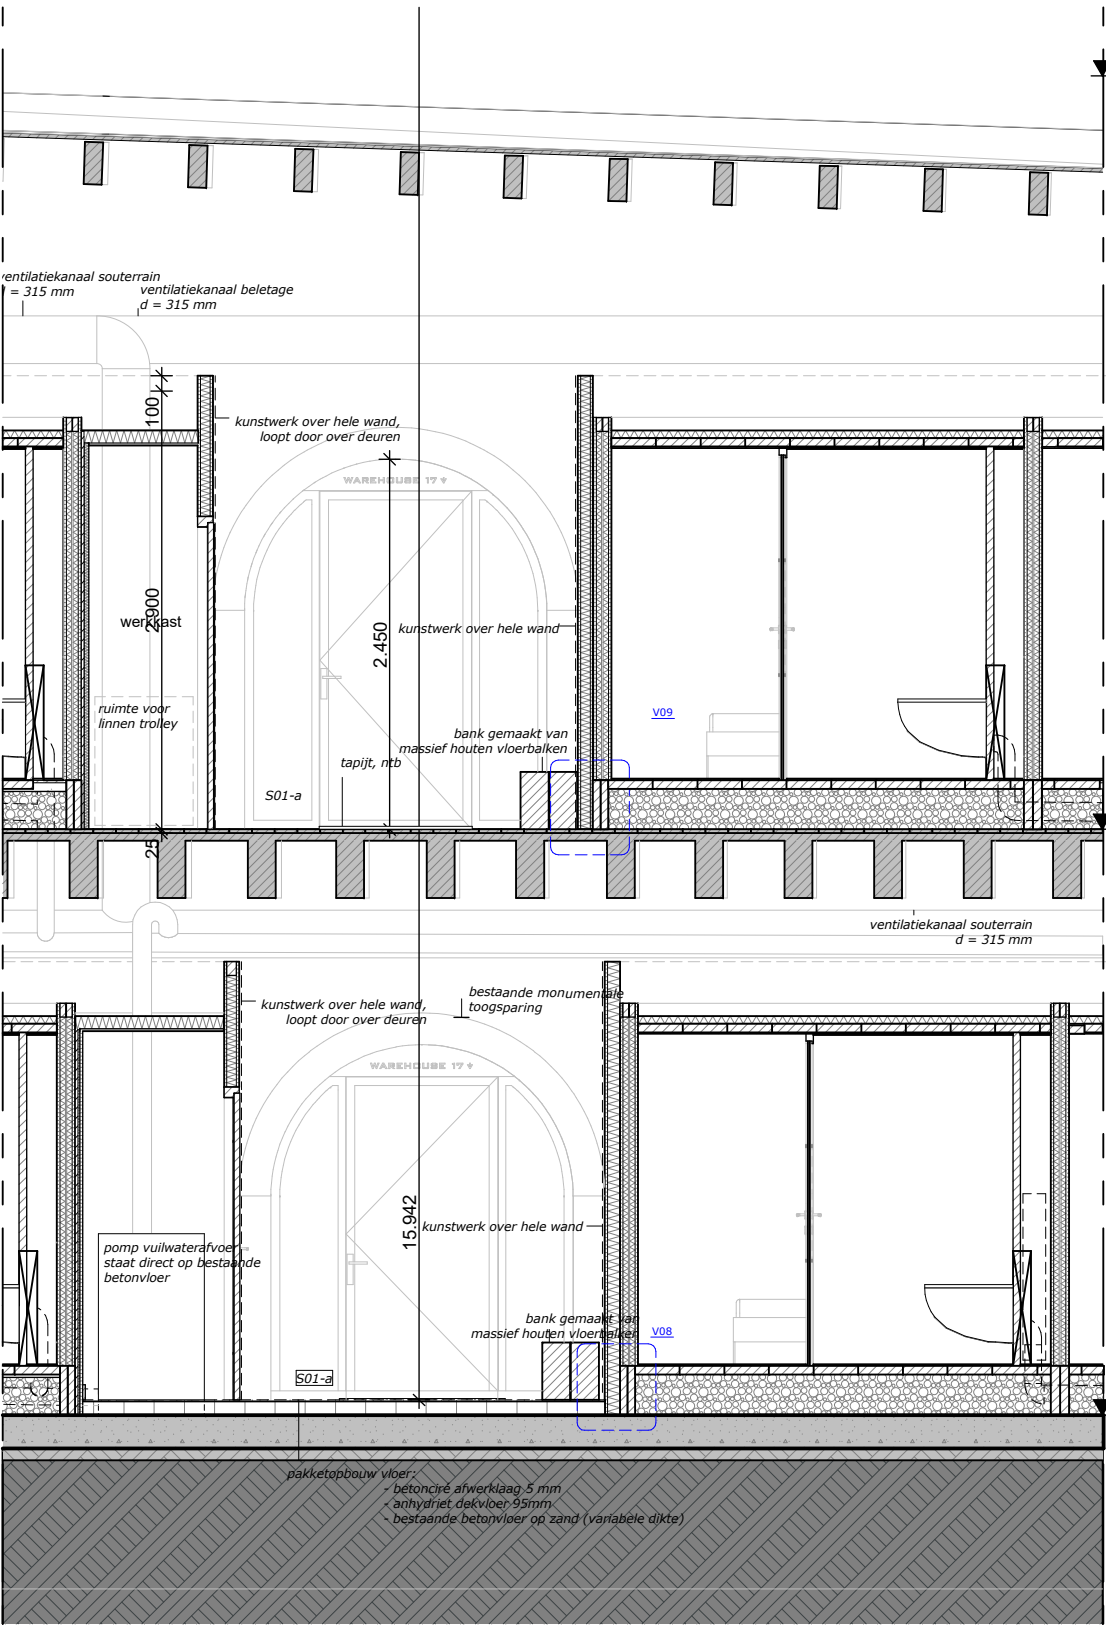 ventilatiekanaal souterrain
= 315 mm
ventilatiekanaal beletage
d = 315 mm
100
kunstwerk over hele wand,
loopt door over deuren
WAREHOUSE 17
2.900
werkkast
2.450
kunstwerk over hele wand
ruimte voor
linnen trolley
V09
bank gemaakt van
massief houten vloerbalken
tapijt, ntb
S01-a
25
ventilatiekanaal souterrain
d = 315 mm
bestaande monumentale
toogsparing
kunstwerk over hele wand,
loopt door over deuren
WAREHOUSE 17
15.942
kunstwerk over hele wand
pomp vuilwaterafvoer
staat direct op bestaande
betonvloer
bank gemaakt van
massief houten vloerbalken
V08
S01-a
pakketopbouw vloer:
- betonciré afwerklaag 5 mm
- anhydriet dekvloer 95mm
- bestaande betonvloer op zand (variabele dikte)